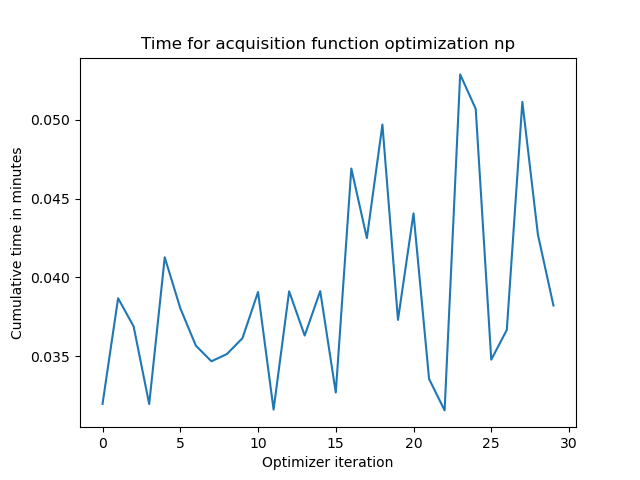 Time for acquisition function optimization np
Cumulative time in minutes
0.050
0.045
0.040
0.035
0 5 10 15 20 25 30
Optimizer iteration